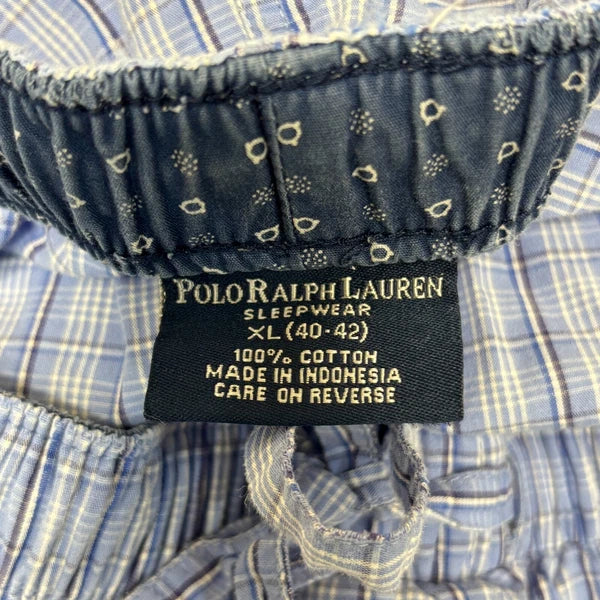 POLO RALPH LAUREN
SLEEPWEAR
XL (40-42)
100% COTTON
MADE IN INDONESIA
CARE ON REVERSE